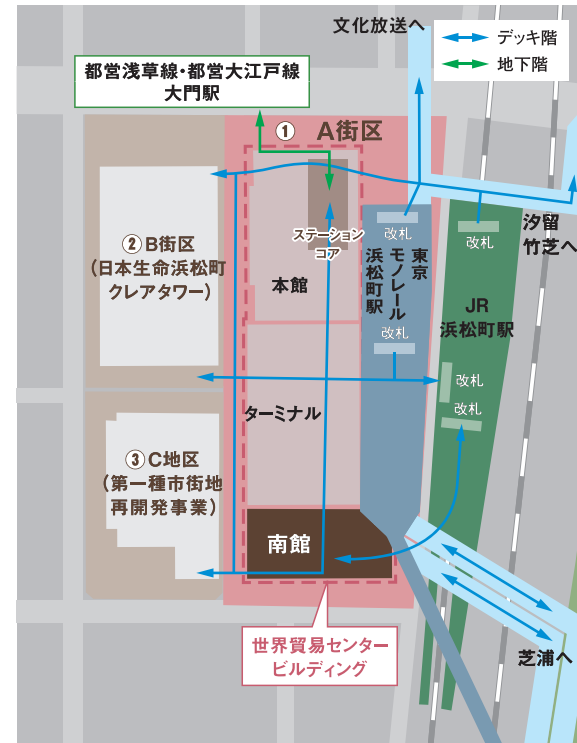 文化放送へ
デッキ階
地下階
都営浅草線・都営大江戸線
大門駅
① A街区
ステーション
コア
改札
改札
汐留
竹芝へ
② B街区
(日本生命浜松町
クレアタワー)
本館
東京
モノレール
浜松町駅
JR
浜松町駅
改札
改札
改札
ターミナル
③ C地区
(第一種市街地
再開発事業)
南館
世界貿易センター
ビルディング
芝浦へ